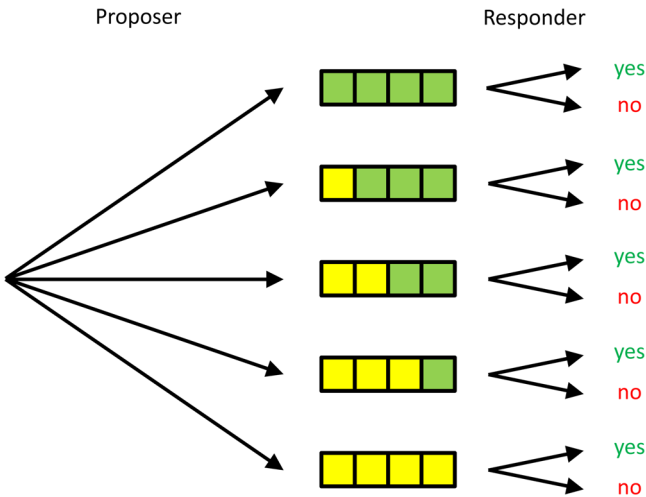 Proposer Responder
yes
no
yes
no
yes
no
yes
no
yes
no